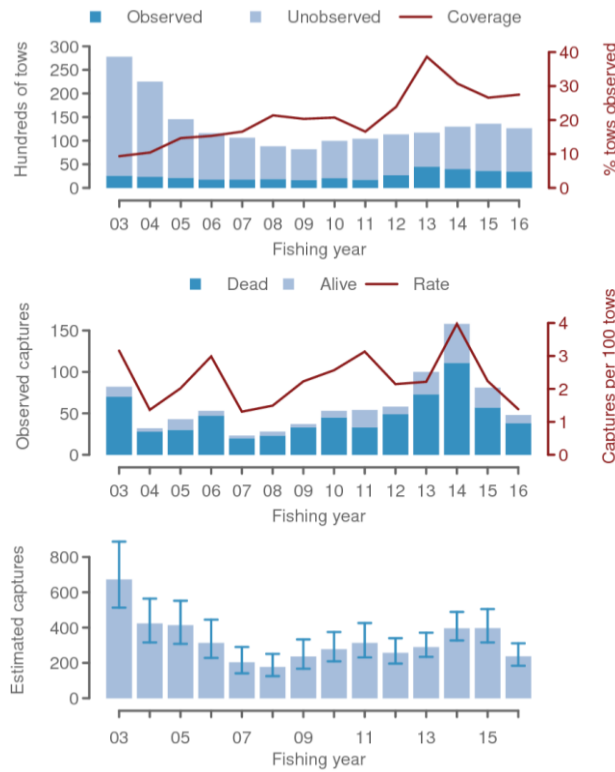 Observed Unobserved Coverage
Hundreds of tows
300
250
200
150
100
50
0
% tows observed
40
30
20
10
0
03 04 05 06 07 08 09 10 11 12 13 14 15 16
Fishing year
Dead Alive Rate
Observed captures
150
100
50
0
Captures per 100 tows
4
3
2
1
0
03 04 05 06 07 08 09 10 11 12 13 14 15 16
Fishing year
Estimated captures
800
600
400
200
0
03 05 07 09 11 13 15
Fishing year